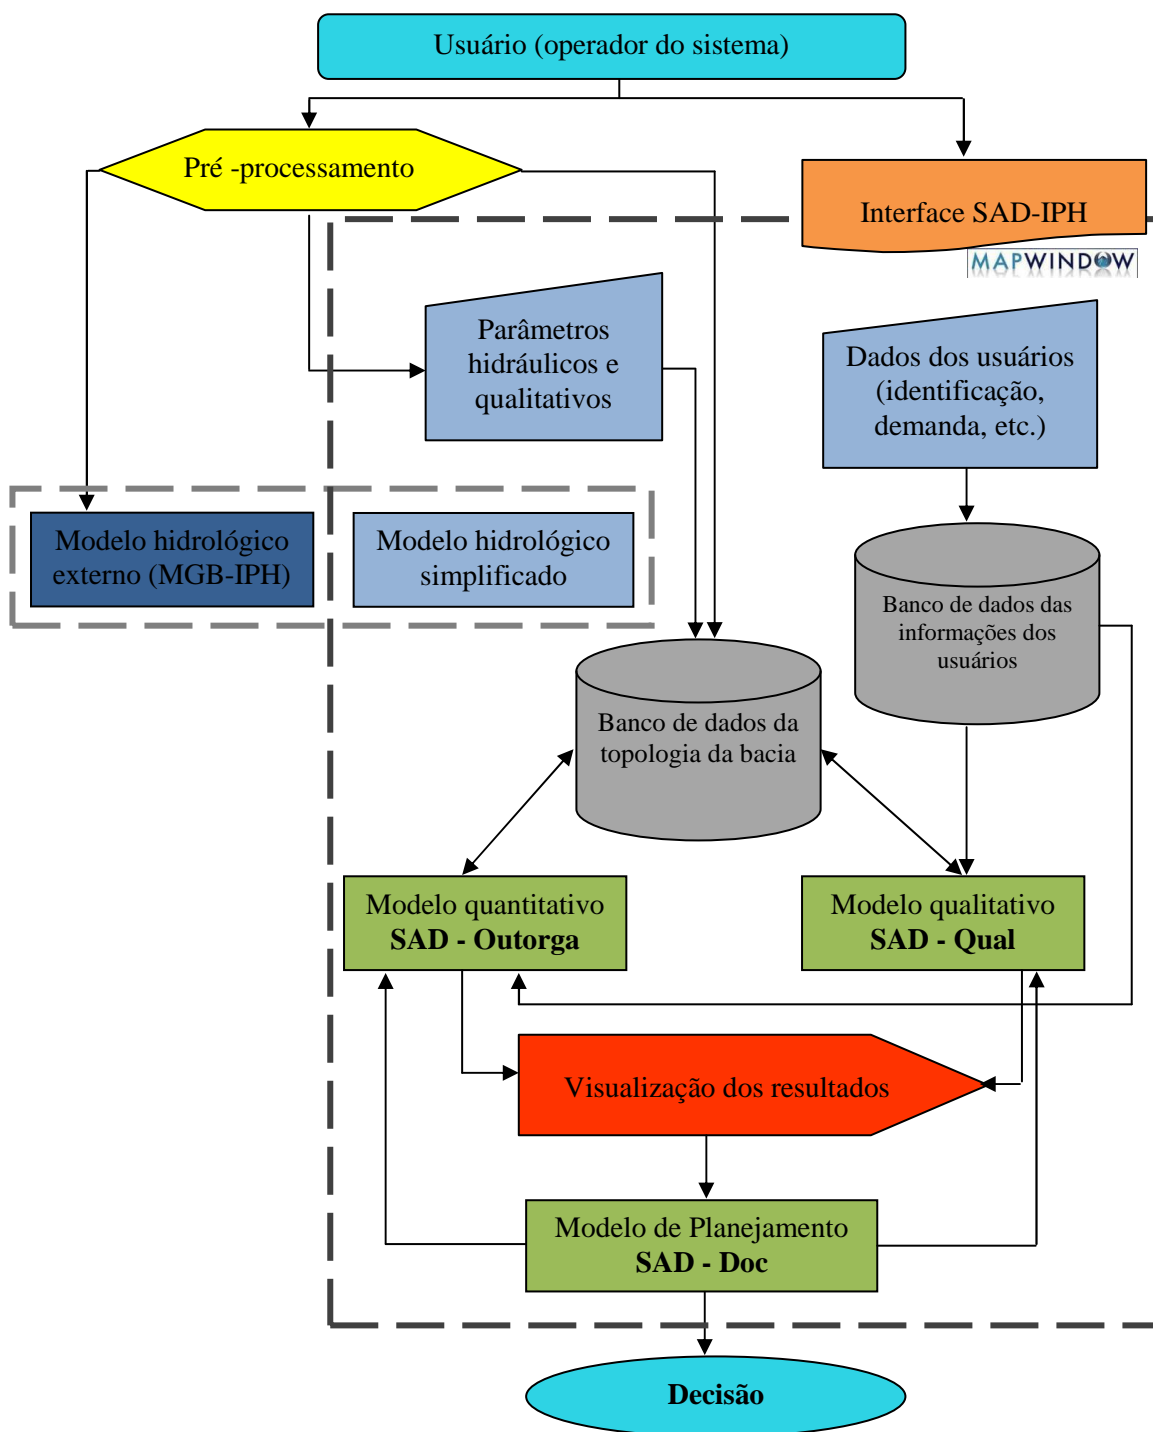 Usuário (operador do sistema)
Pré -processamento
Interface SAD-IPH
MAPWINDOW
Parâmetros
hidráulicos e
qualitativos
Dados dos usuários
(identificação,
demanda, etc.)
Modelo hidrológico
externo (MGB-IPH)
Modelo hidrológico
simplificado
Banco de dados das
informações dos
usuários
Banco de dados da
topologia da bacia
Modelo quantitativo
SAD - Outorga
Modelo qualitativo
SAD - Qual
Visualização dos resultados
Modelo de Planejamento
SAD - Doc
Decisão